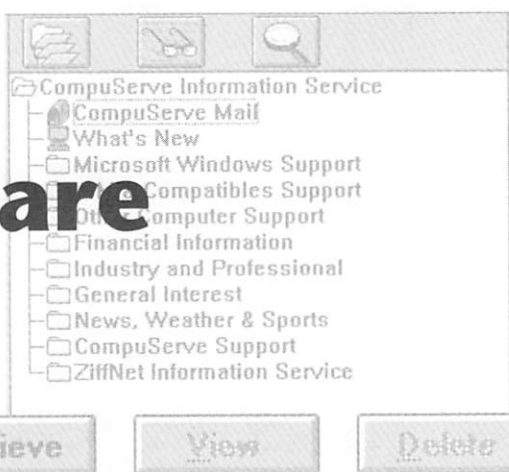 CompuServe Information Service
CompuServe Mail
What's New
Microsoft Windows Support
Compatibles Support
are
Other Computer Support
Financial Information
Industry and Professional
General Interest
News, Weather & Sports
CompuServe Support
ZiffNet Information Service
ieve View Delete